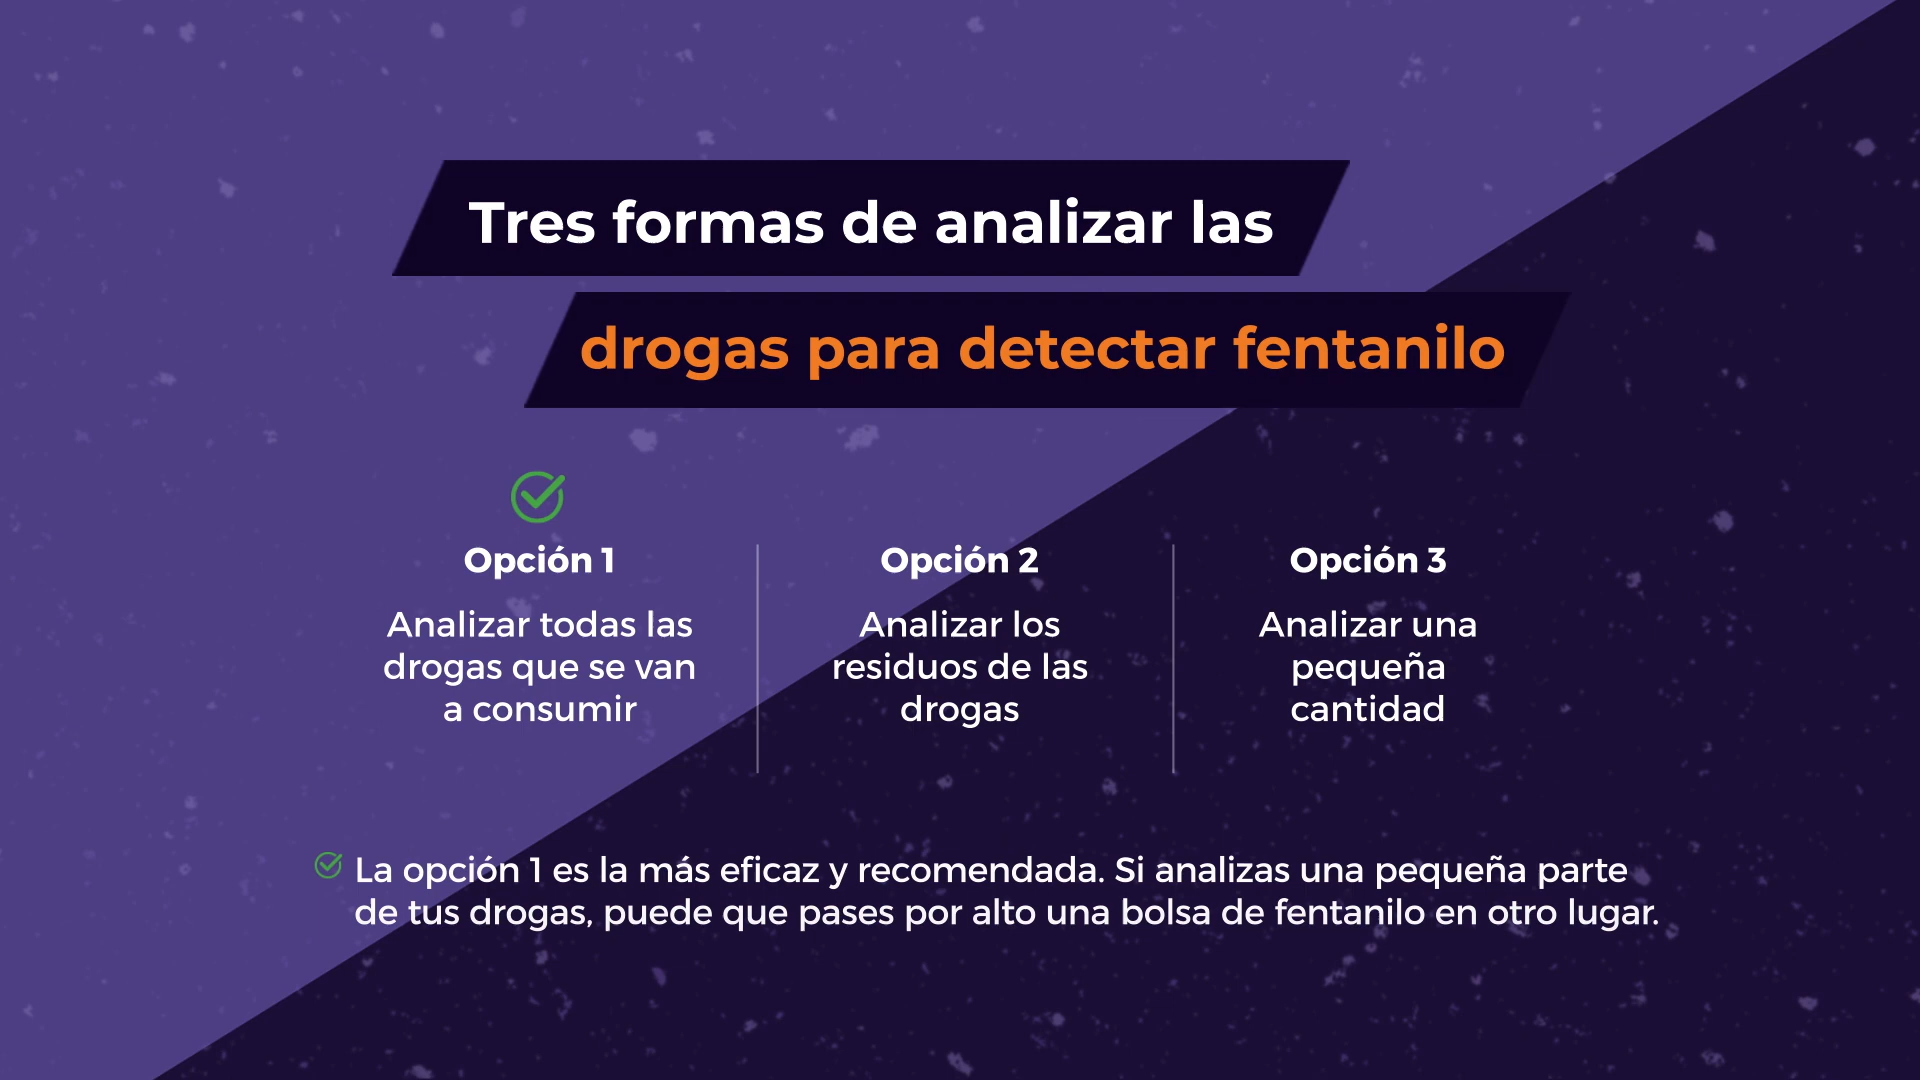 Tres formas de analizar las
drogas para detectar fentanilo
Opción 1
Analizar todas las
drogas que se van
a consumir
Opción 2
Analizar los
residuos de las
drogas
Opción 3
Analizar una
pequeña
cantidad
La opción 1 es la más eficaz y recomendada. Si analizas una pequeña parte
de tus drogas, puede que pases por alto una bolsa de fentanilo en otro lugar.